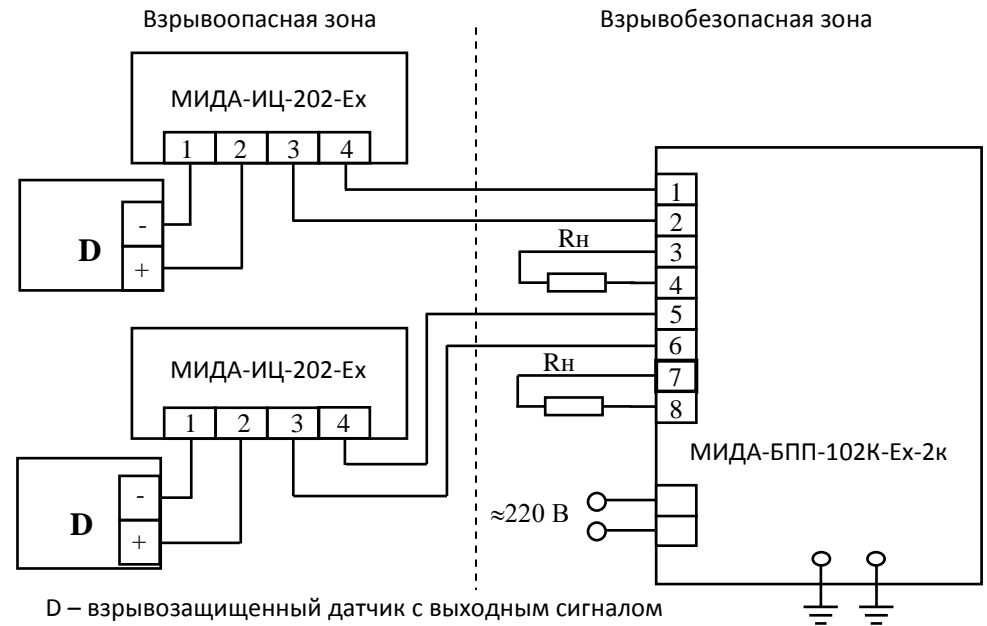 Взрывоопасная зона
Взрывобезопасная зона
МИДА-ИЦ-202-Ех
1 2 3 4
D
-
+
1
2
3
4
5
6
7
8
Rн
Rн
МИДА-ИЦ-202-Ех
1 2 3 4
D
-
+
МИДА-БПП-102К-Ех-2к
≈220 В
D – взрывозащищенный датчик с выходным сигналом